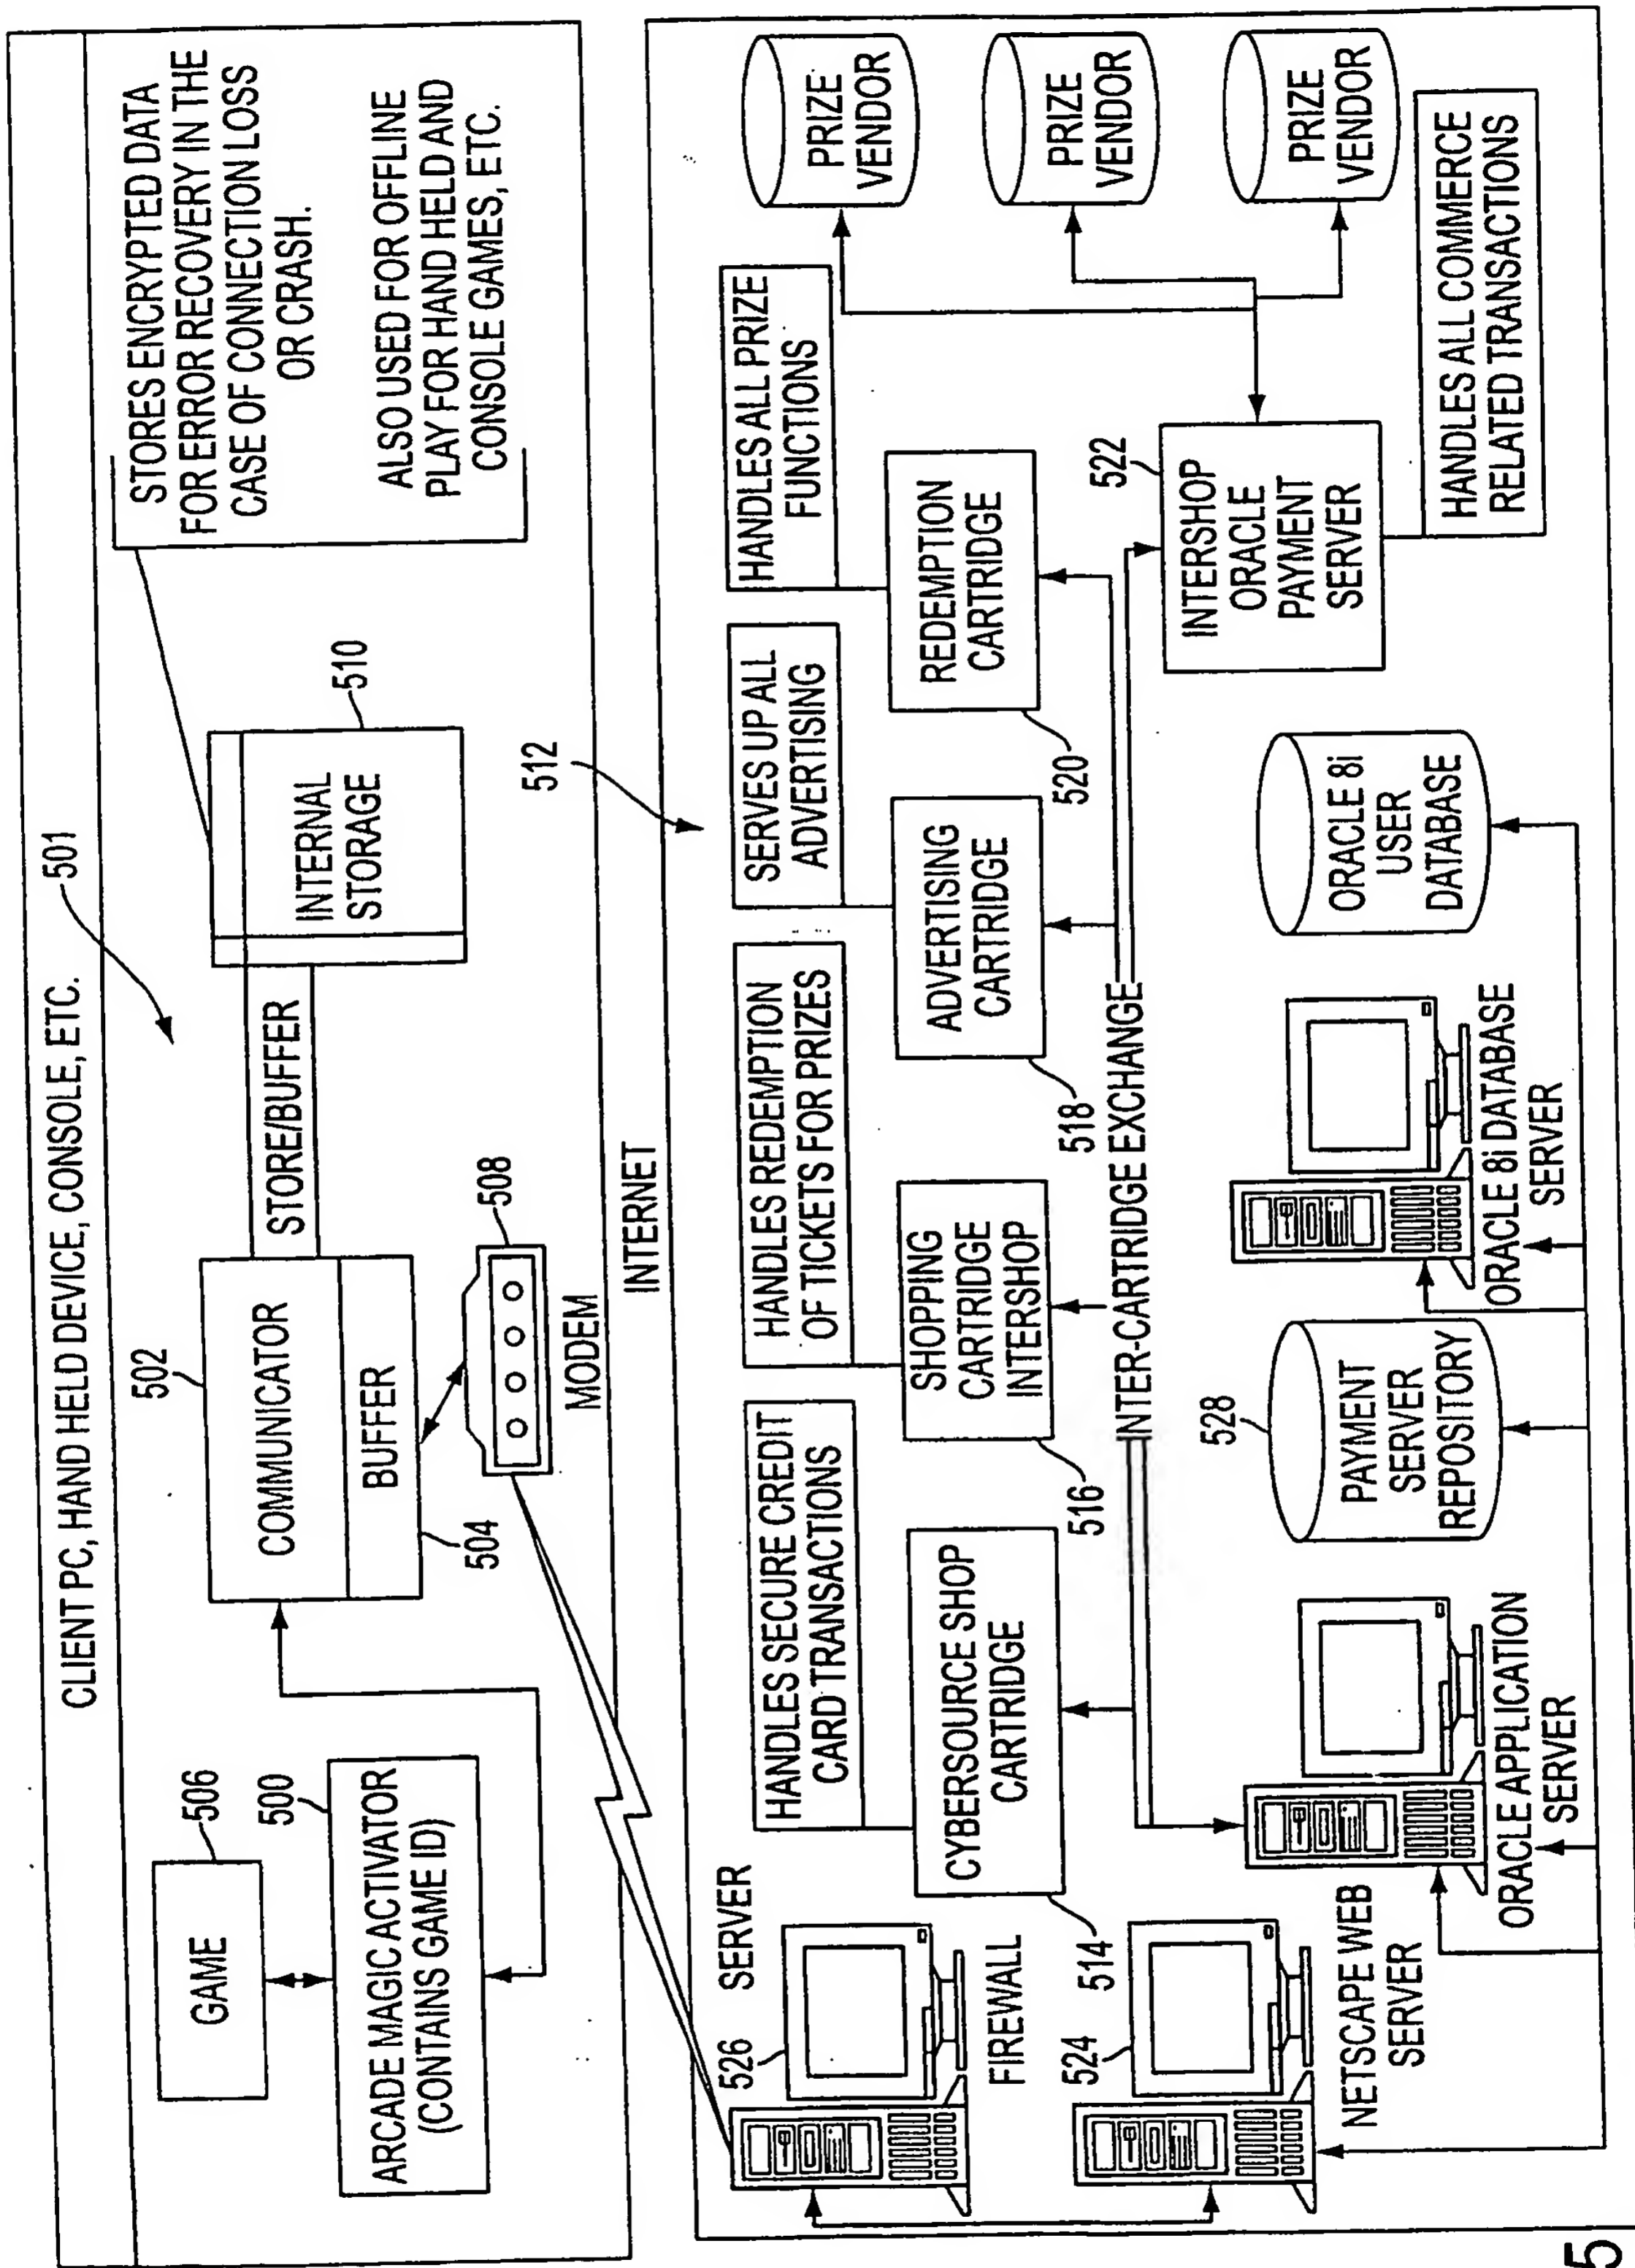 CLIENT PC, HAND HELD DEVICE, CONSOLE, ETC.
501
506
GAME
500
ARCADE MAGIC ACTIVATOR
(CONTAINS GAME ID)
502
COMMUNICATOR
BUFFER
504
508
MODEM
STORE/BUFFER
INTERNAL
STORAGE
510
STORES ENCRYPTED DATA
FOR ERROR RECOVERY IN THE
CASE OF CONNECTION LOSS
OR CRASH.
ALSO USED FOR OFFLINE
PLAY FOR HAND HELD AND
CONSOLE GAMES, ETC.
INTERNET
512
526
SERVER
FIREWALL
524
NETSCAPE WEB
SERVER
HANDLES SECURE CREDIT
CARD TRANSACTIONS
CYBERSOURCE SHOP
CARTRIDGE
514
HANDLES REDEMPTION
OF TICKETS FOR PRIZES
SHOPPING
CARTRIDGE
INTERSHOP
516
SERVES UP ALL
ADVERTISING
ADVERTISING
CARTRIDGE
518
HANDLES ALL PRIZE
FUNCTIONS
REDEMPTION
CARTRIDGE
520
INTER-CARTRIDGE EXCHANGE
PRIZE
VENDOR
PRIZE
VENDOR
PRIZE
VENDOR
522
INTERSHOP
ORACLE
PAYMENT
SERVER
HANDLES ALL COMMERCE
RELATED TRANSACTIONS
ORACLE APPLICATION
SERVER
528
PAYMENT
SERVER
REPOSITORY
ORACLE 8i DATABASE
SERVER
ORACLE 8i
USER
DATABASE
5